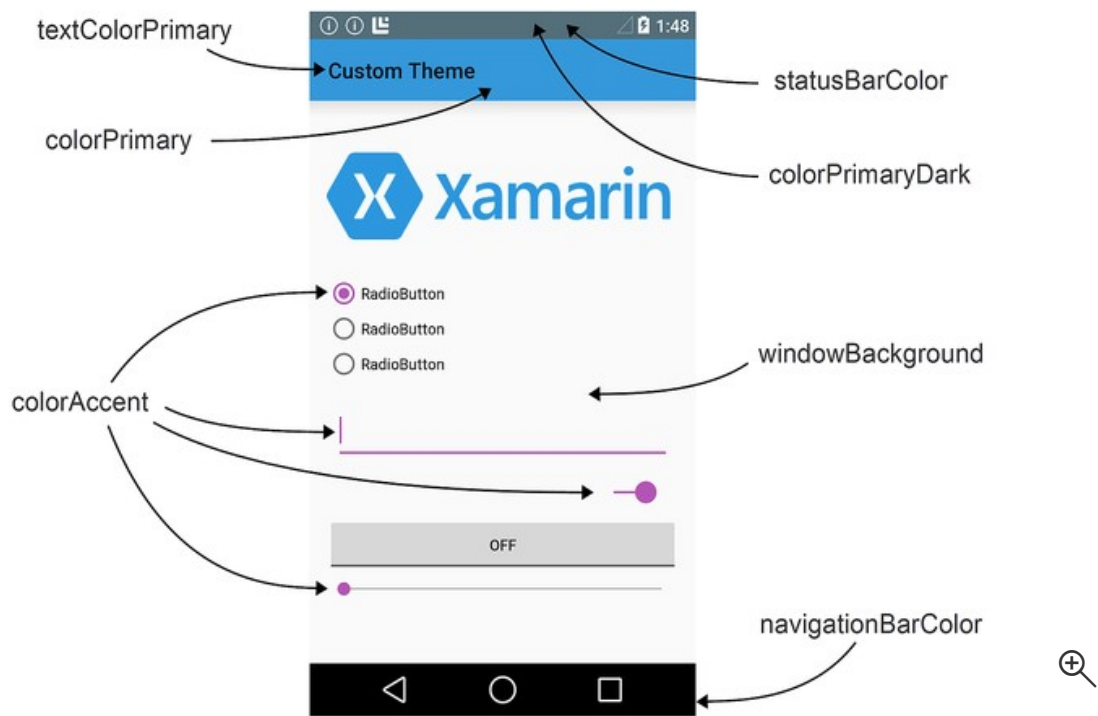 textColorPrimary
1:48
Custom Theme
statusBarColor
colorPrimary
colorPrimaryDark
Xamarin
RadioButton
RadioButton
windowBackground
RadioButton
colorAccent
OFF
navigationBarColor